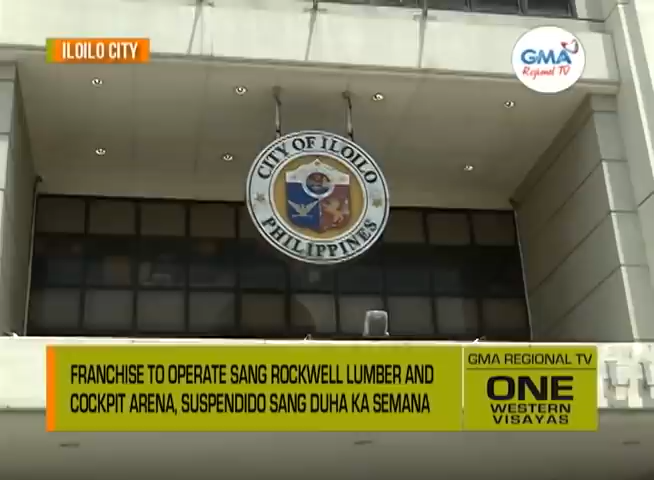 ILOILO CITY
GMA
Regional TV
CITY OF ILOILO
PHILIPPINES
FRANCHISE TO OPERATE SANG ROCKWELL LUMBER AND
COCKPIT ARENA, SUSPENDIDO SANG DUHA KA SEMANA
GMA REGIONAL TV
ONE
WESTERN
VISAYAS